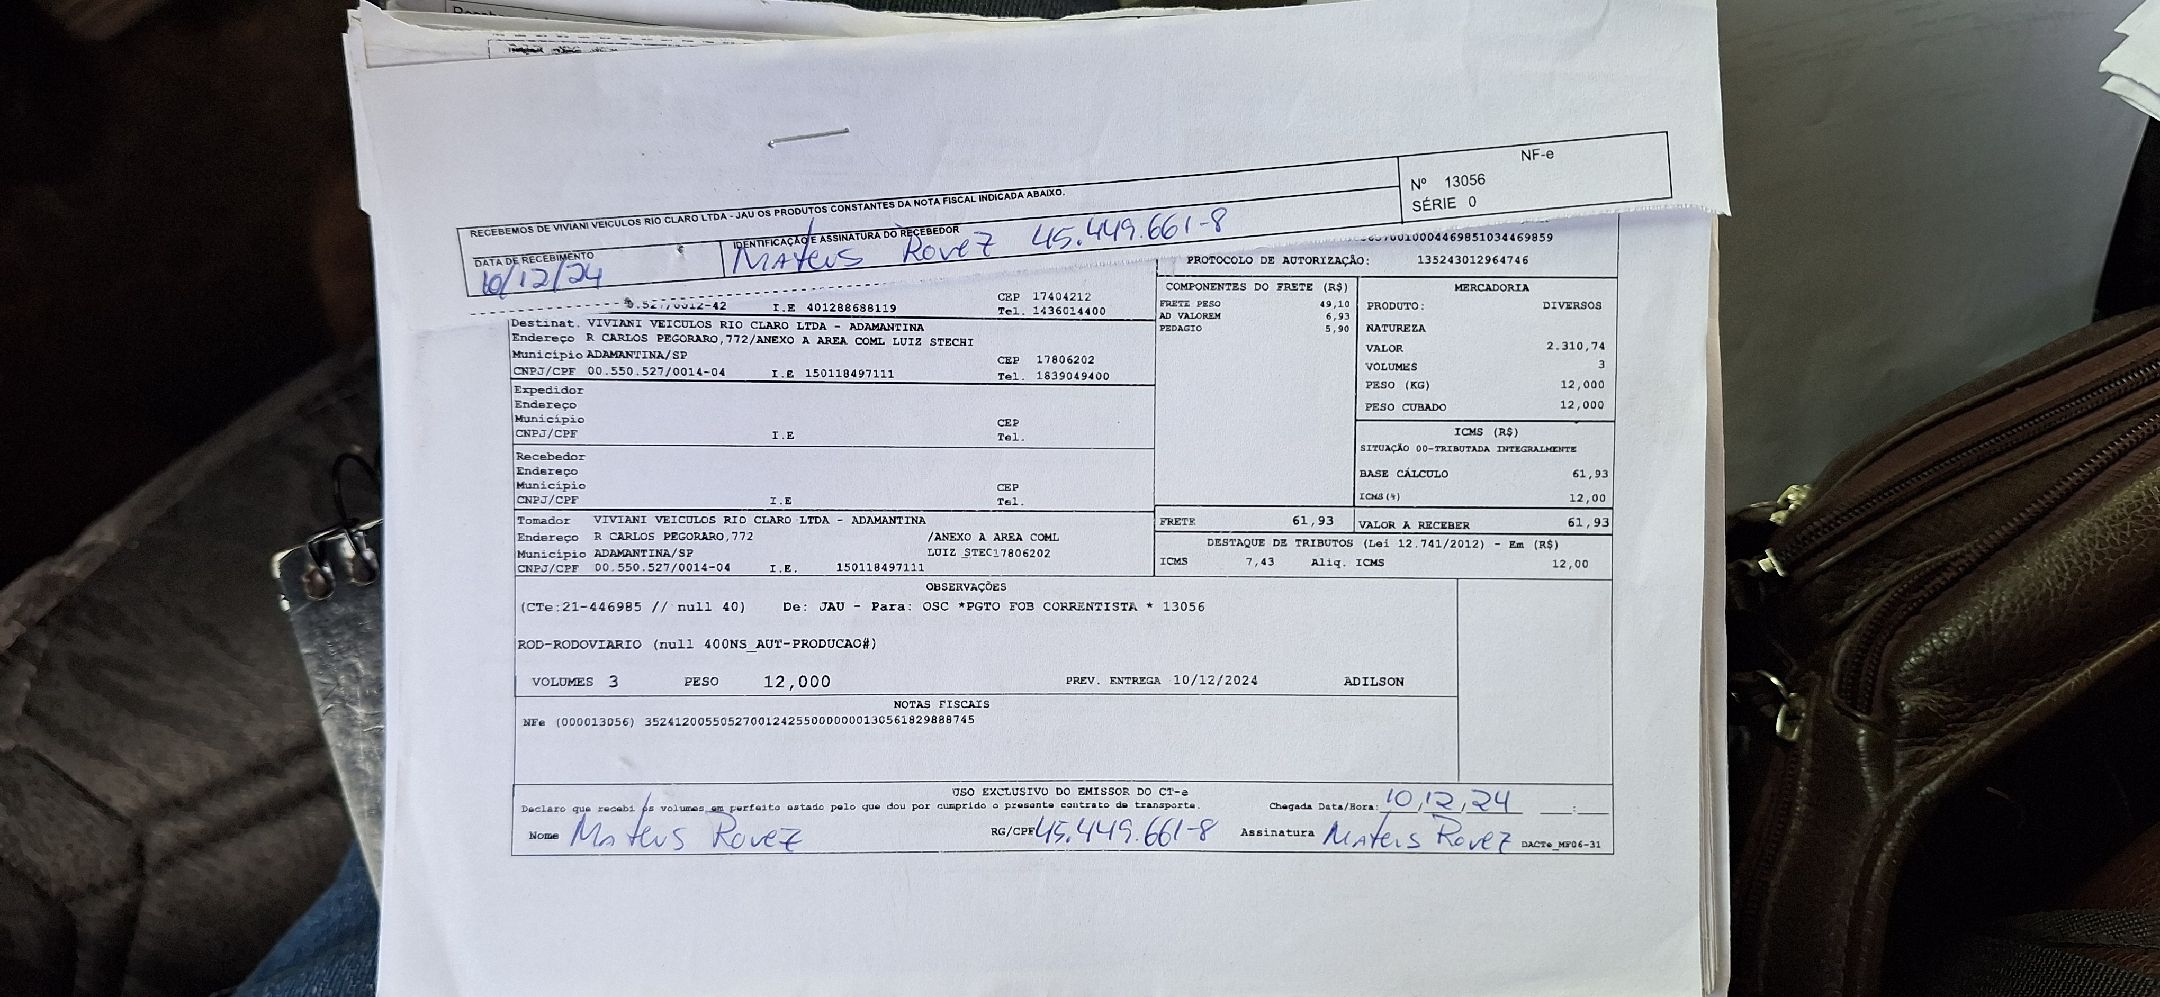 RECEBEMOS DE VIVIANI VEICULOS RIO CLARO LTDA - JAU OS PRODUTOS CONSTANTES DA NOTA FISCAL INDICADA ABAIXO.
NF-e
Nº 13056
SÉRIE 0
DATA DE RECEBIMENTO
10/12/24
IDENTIFICAÇÃO E ASSINATURA DO RECEBEDOR
Mateus Rovez 45.449.661-8
0004469851034469859
PROTOCOLO DE AUTORIZAÇÃO: 135243012964746
.527/0012-42 I.E 401288688119
CEP 17404212
Tel. 1436014400
Destinat. VIVIANI VEICULOS RIO CLARO LTDA - ADAMANTINA
Endereço R CARLOS PEGORARO,772/ANEXO A AREA COML LUIZ STECHI
Município ADAMANTINA/SP CEP 17806202
CNPJ/CPF 00.550.527/0014-04 I.E 150118497111 Tel. 1839049400
Expedidor
Endereço
Município CEP
CNPJ/CPF I.E Tel.
Recebedor
Endereço
Município CEP
CNPJ/CPF I.E Tel.
Tomador VIVIANI VEICULOS RIO CLARO LTDA - ADAMANTINA
Endereço R CARLOS PEGORARO,772 /ANEXO A AREA COML
Município ADAMANTINA/SP LUIZ STEC17806202
CNPJ/CPF 00.550.527/0014-04 I.E. 150118497111
COMPONENTES DO FRETE (R$)
FRETE PESO 49,10
AD VALOREM 6,93
PEDAGIO 5,90
MERCADORIA
PRODUTO: DIVERSOS
NATUREZA
VALOR 2.310,74
VOLUMES 3
PESO (KG) 12,000
PESO CUBADO 12,000
ICMS (R$)
SITUAÇÃO 00-TRIBUTADA INTEGRALMENTE
BASE CÁLCULO 61,93
ICMS(%) 12,00
FRETE 61,93 VALOR A RECEBER 61,93
DESTAQUE DE TRIBUTOS (Lei 12.741/2012) - Em (R$)
ICMS 7,43 Aliq. ICMS 12,00
OBSERVAÇÕES
(CTe:21-446985 // null 40) De: JAU - Para: OSC *PGTO FOB CORRENTISTA * 13056
ROD-RODOVIARIO (null 400NS_AUT-PRODUCAO#)
VOLUMES 3 PESO 12,000 PREV. ENTREGA 10/12/2024 ADILSON
NOTAS FISCAIS
NFe (000013056) 35241200550527001242550000000130561829888745
USO EXCLUSIVO DO EMISSOR DO CT-e
Declaro que recebi os volumes em perfeito estado pelo que dou por cumprido o presente contrato de transporte. Chegada Data/Hora: 10/12/24 __:__
Nome Mateus Rovez RG/CPF 45.449.661-8 Assinatura Mateus Rovez DACTe_MF06-31